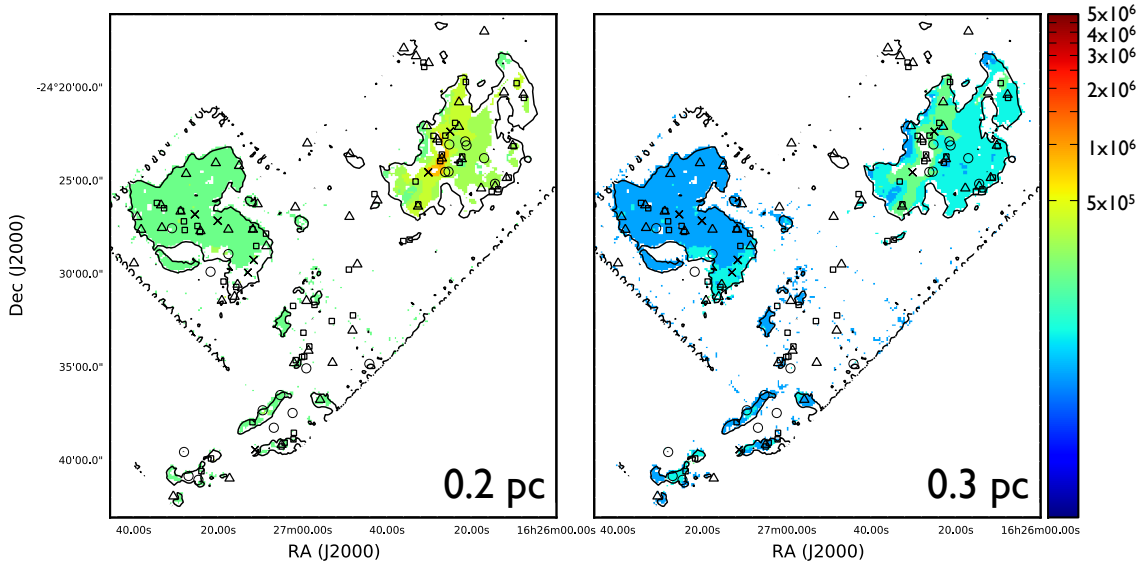 5x10⁶
4x10⁶
3x10⁶
2x10⁶
1x10⁶
5x10⁵
-24°20'00.0"
25'00.0"
30'00.0"
35'00.0"
40'00.0"
Dec (J2000)
0.2 pc
0.3 pc
40.00s 20.00s 27m00.00s 40.00s 20.00s 16h26m00.00s
40.00s 20.00s 27m00.00s 40.00s 20.00s 16h26m00.00s
RA (J2000)
RA (J2000)